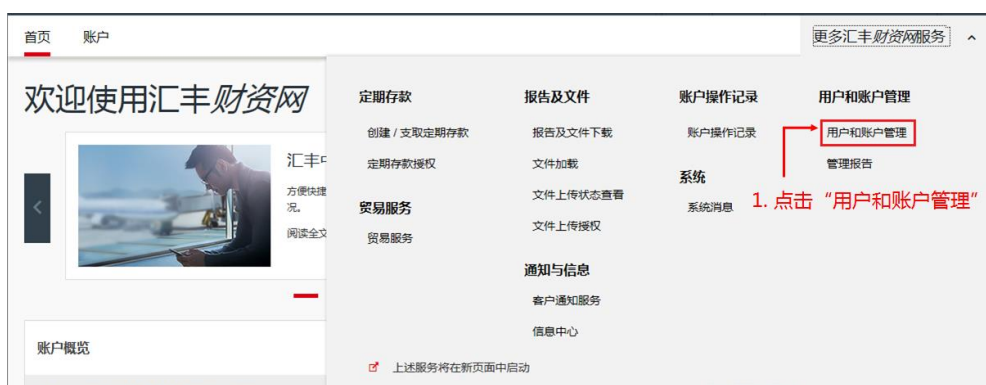 首页 账户 更多汇丰财资网服务
欢迎使用汇丰财资网
汇丰中
方便快捷
况。
阅读全文
账户概览
定期存款
创建 / 支取定期存款
定期存款授权
贸易服务
贸易服务
报告及文件
报告及文件下载
文件加载
文件上传状态查看
文件上传授权
通知与信息
客户通知服务
信息中心
账户操作记录
账户操作记录
系统
系统消息
用户和账户管理
用户和账户管理
管理报告
1. 点击“用户和账户管理”
上述服务将在新页面中启动